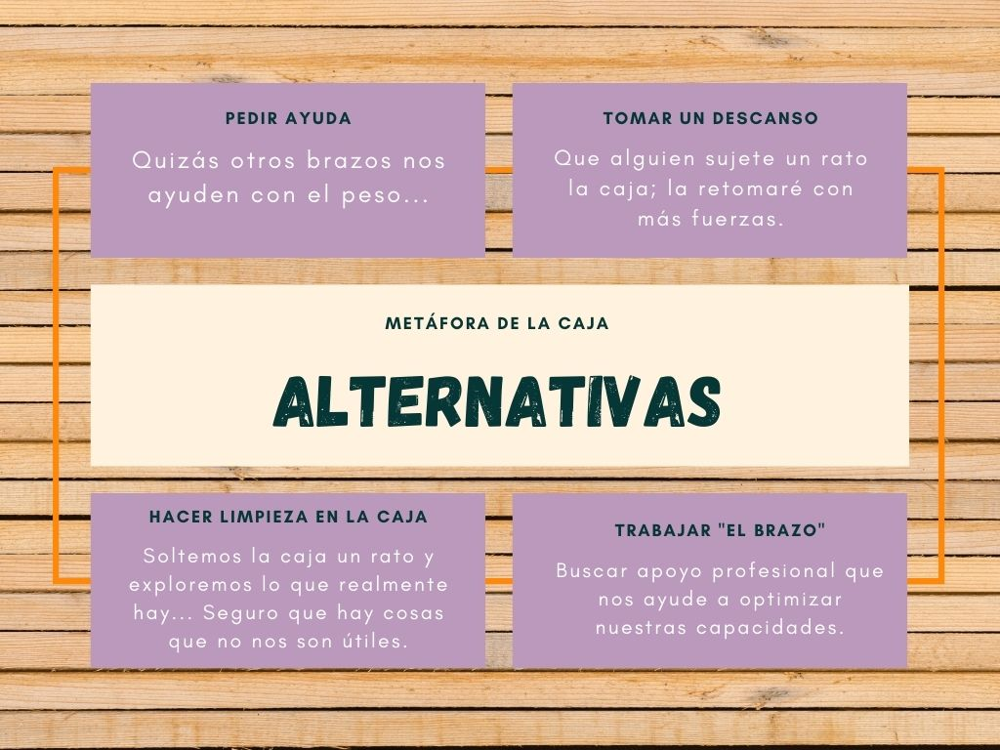 PEDIR AYUDA
Quizás otros brazos nos
ayuden con el peso...
TOMAR UN DESCANSO
Que alguien sujete un rato
la caja; la retomaré con
más fuerzas.
METÁFORA DE LA CAJA
ALTERNATIVAS
HACER LIMPIEZA EN LA CAJA
Soltemos la caja un rato y
exploremos lo que realmente
hay... Seguro que hay cosas
que no nos son útiles.
TRABAJAR "EL BRAZO"
Buscar apoyo profesional que
nos ayude a optimizar
nuestras capacidades.